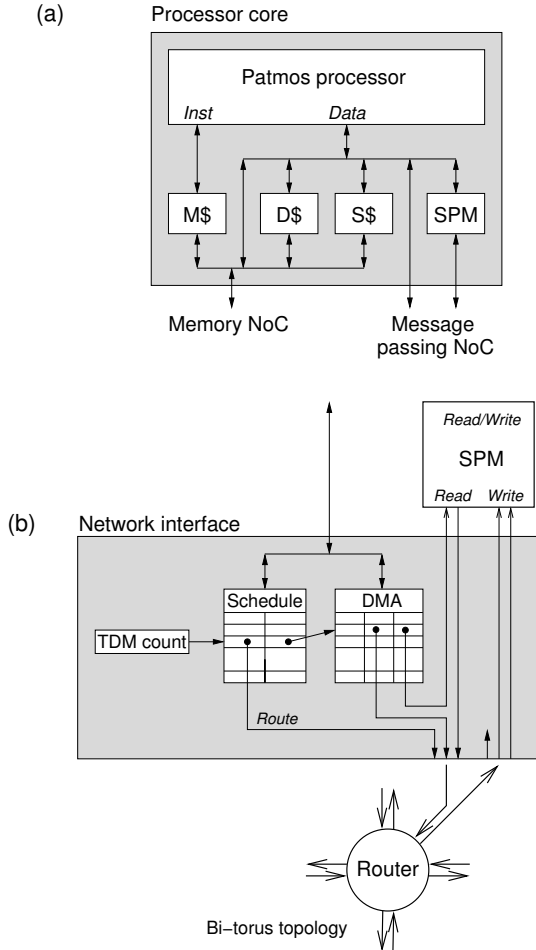 (a)
Processor core
Patmos processor
Inst
Data
M$
D$
S$
SPM
Memory NoC
Message
passing NoC
Read/Write
SPM
Read
Write
(b)
Network interface
Schedule
DMA
TDM count
Route
Router
Bi−torus topology